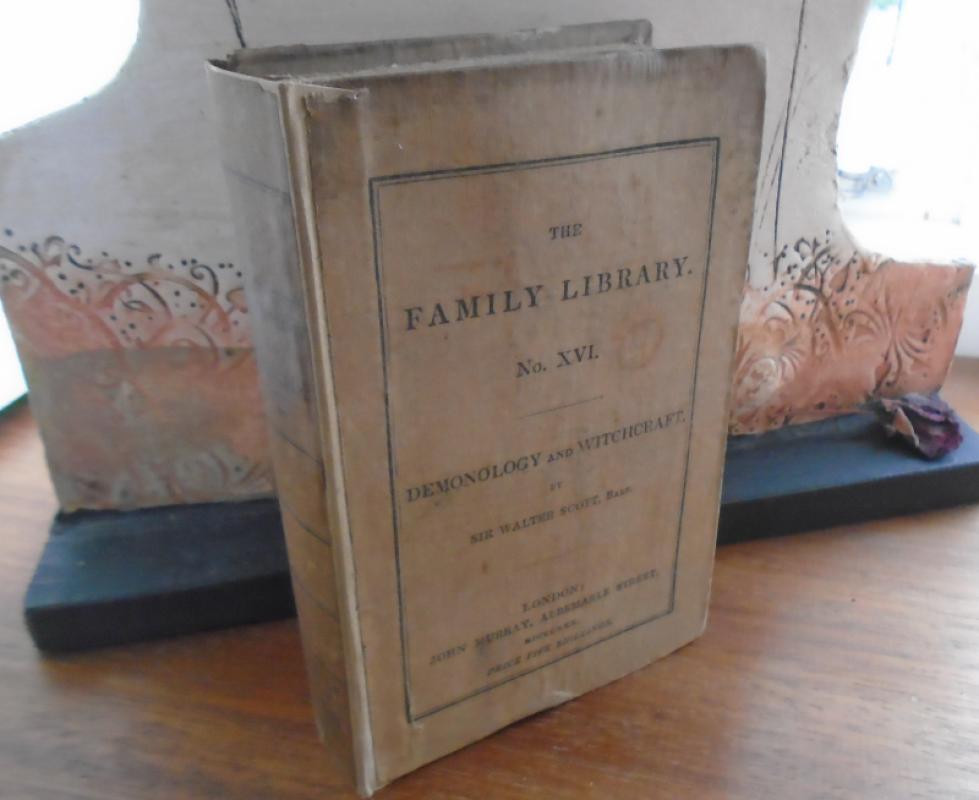 THE
FAMILY LIBRARY.
No. XVI.
DEMONOLOGY AND WITCHCRAFT,
BY
SIR WALTER SCOTT, BART.
LONDON:
JOHN MURRAY, ALBEMARLE STREET.
MDCCCXXX.
PRICE FIVE SHILLINGS.